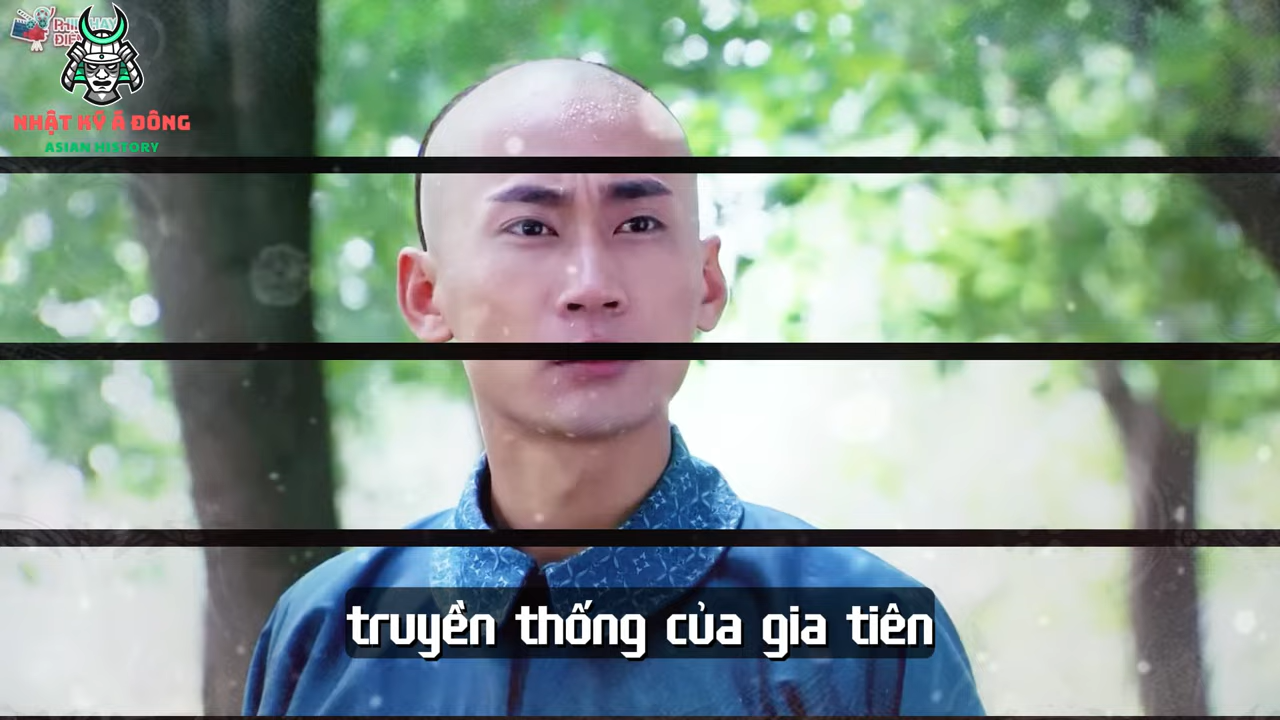 NHẬT KÝ Á ĐÔNG
ASIAN HISTORY
truyền thống của gia tiên